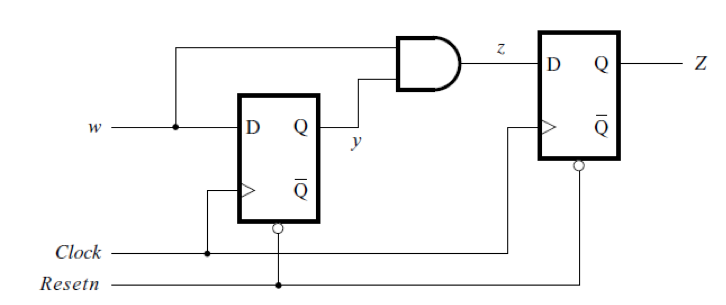 z
D Q Z
w D Q Q̅
y
Q̅
Clock
Resetn